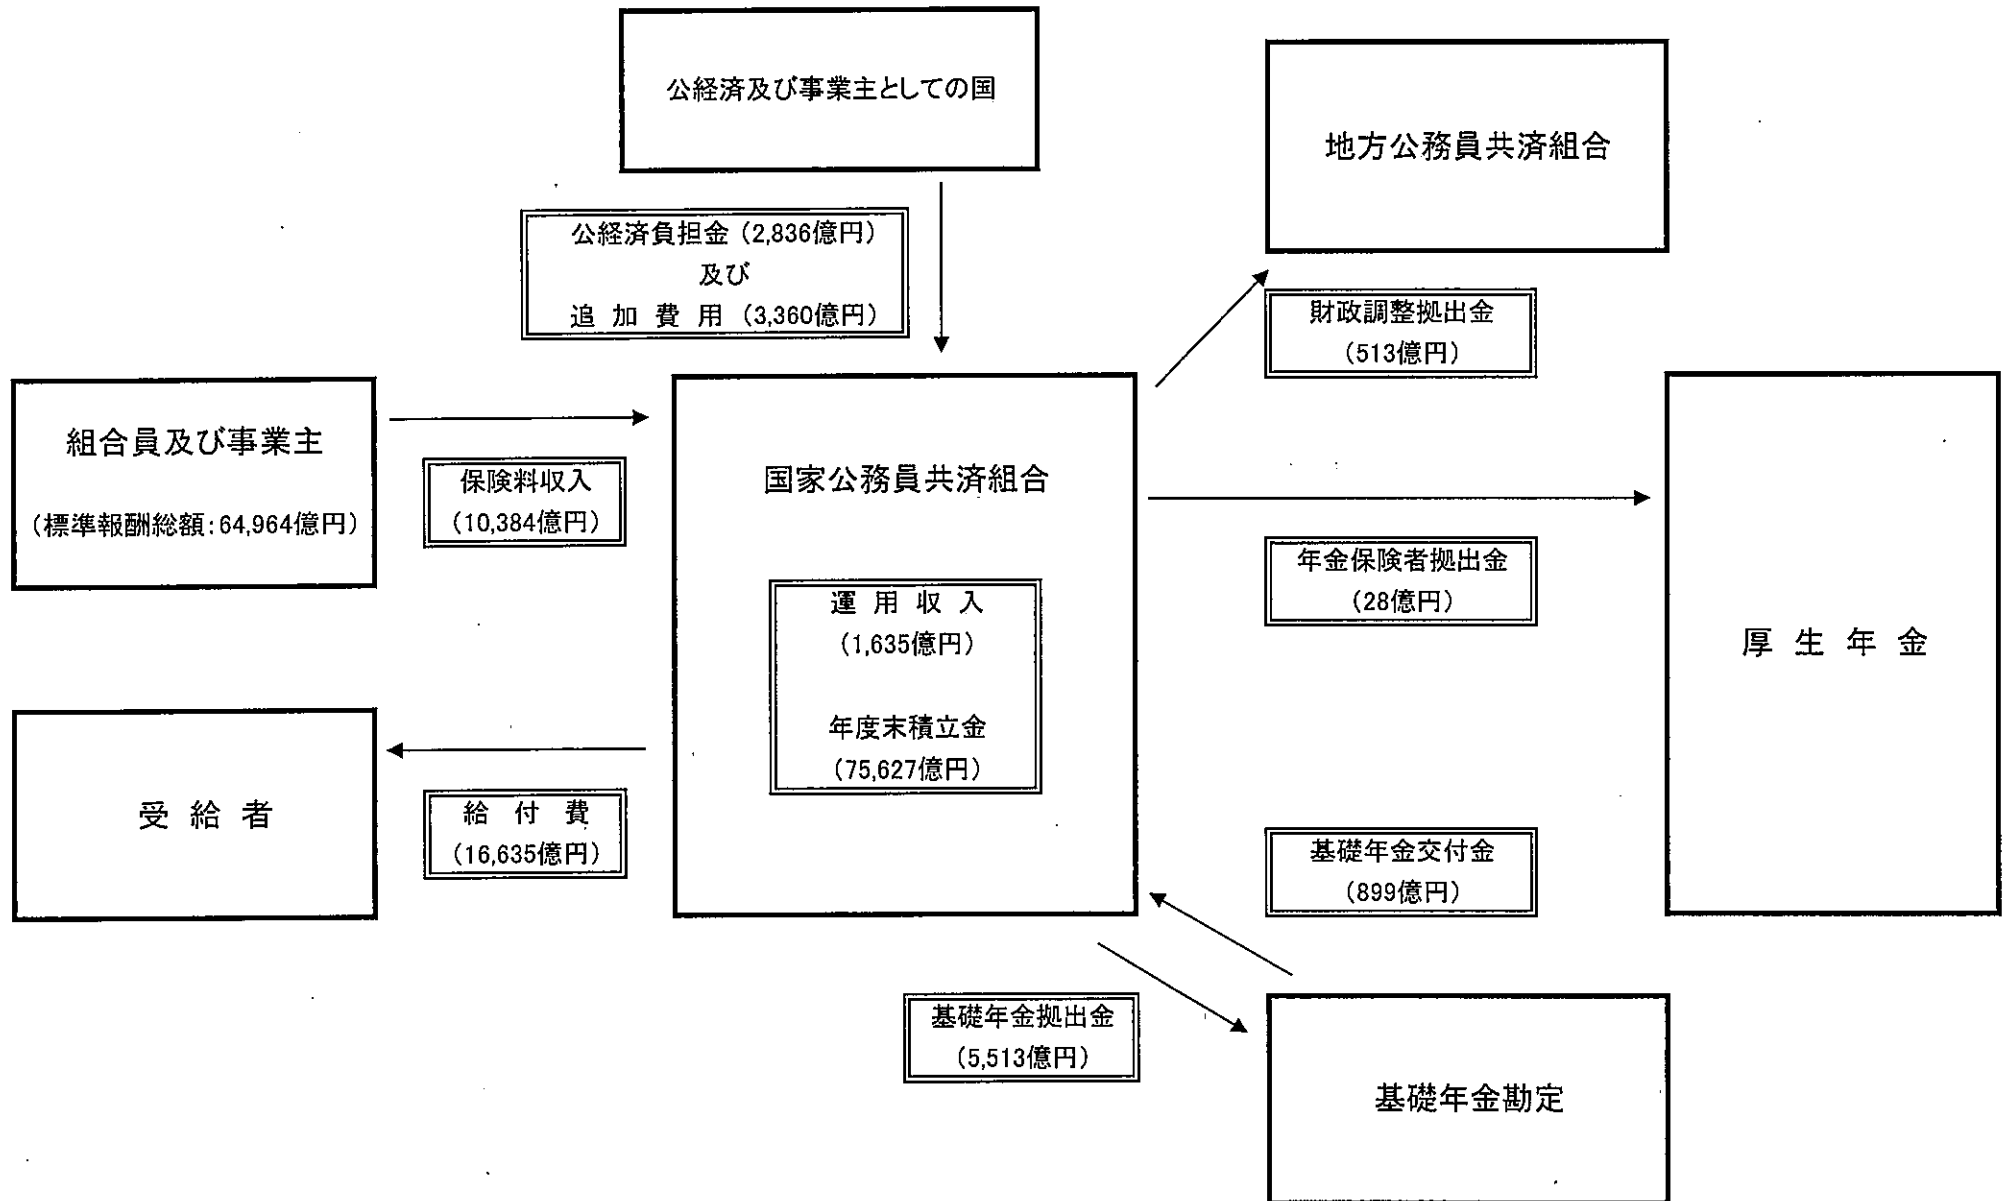 公経済及び事業主としての国
地方公務員共済組合
公経済負担金（2,836億円）
及び
追 加 費 用（3,360億円）
財政調整拠出金
（513億円）
組合員及び事業主
（標準報酬総額：64,964億円）
保険料収入
（10,384億円）
国家公務員共済組合
年金保険者拠出金
（28億円）
運 用 収 入
（1,635億円）
年度末積立金
（75,627億円）
厚 生 年 金
受 給 者
給 付 費
（16,635億円）
基礎年金交付金
（899億円）
基礎年金拠出金
（5,513億円）
基礎年金勘定